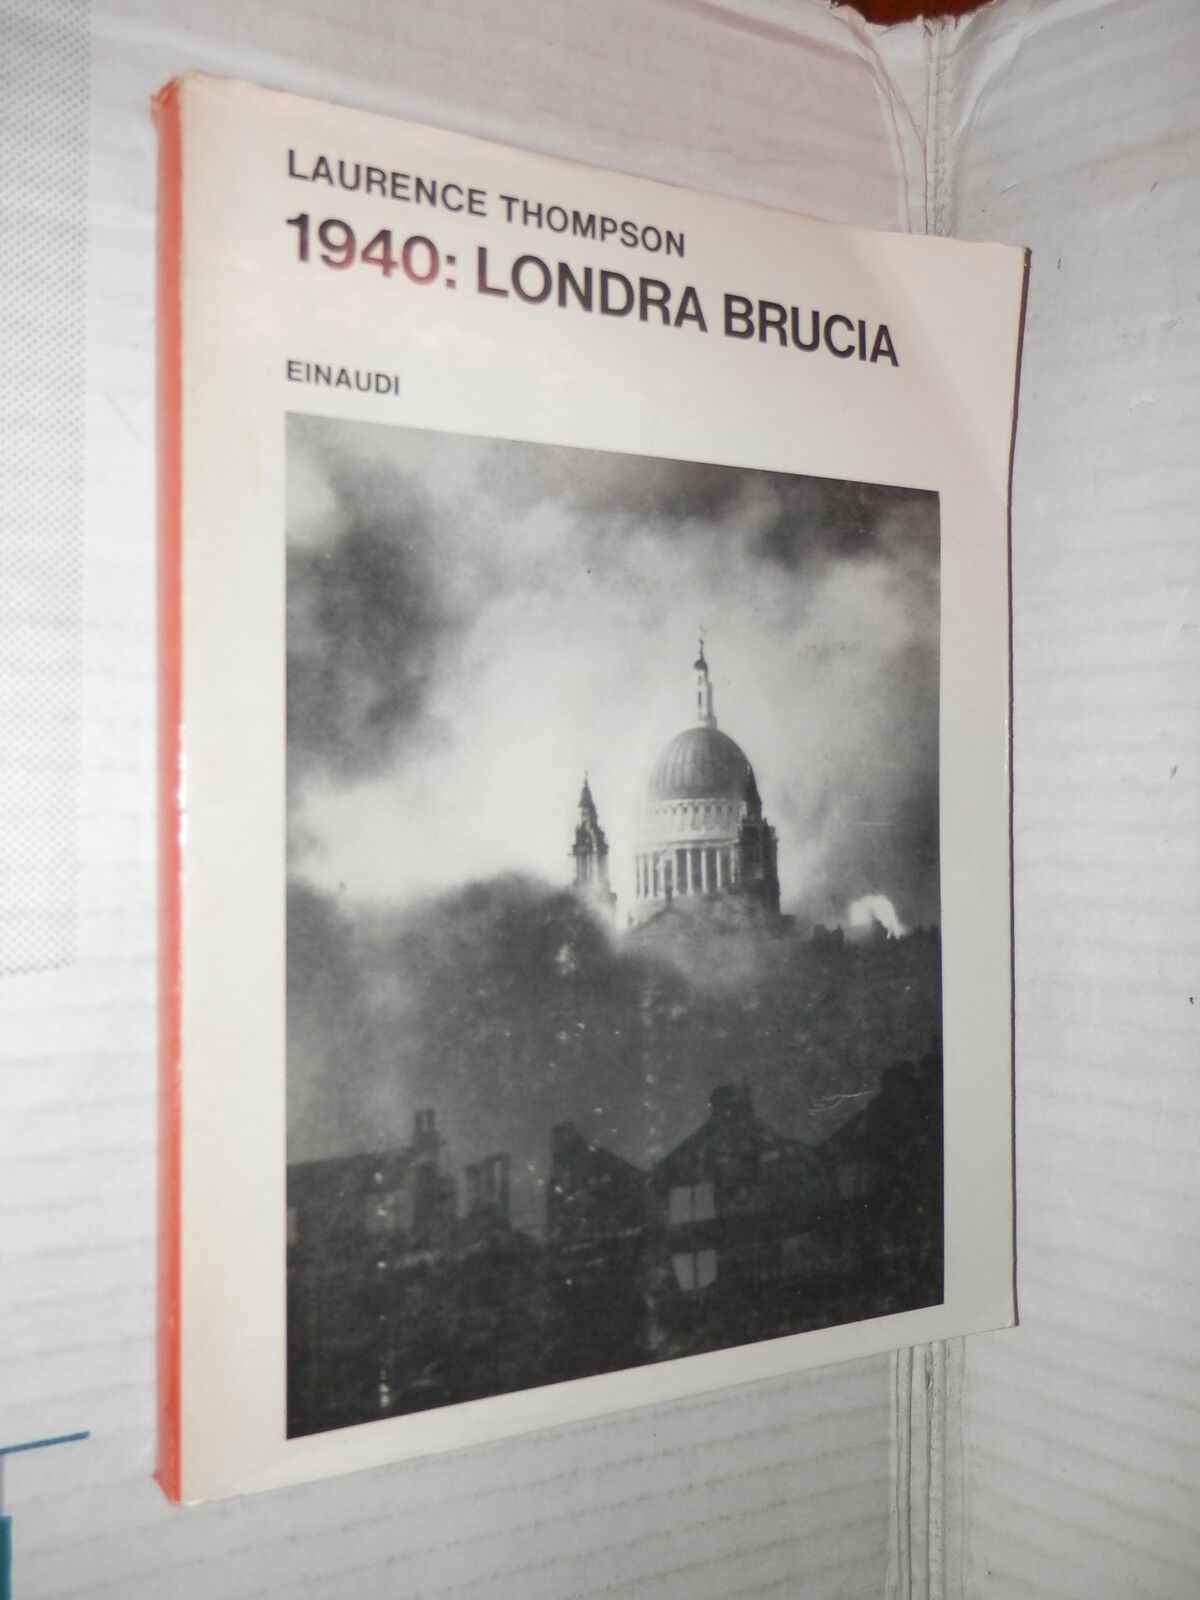 LAURENCE THOMPSON
1940: LONDRA BRUCIA
EINAUDI